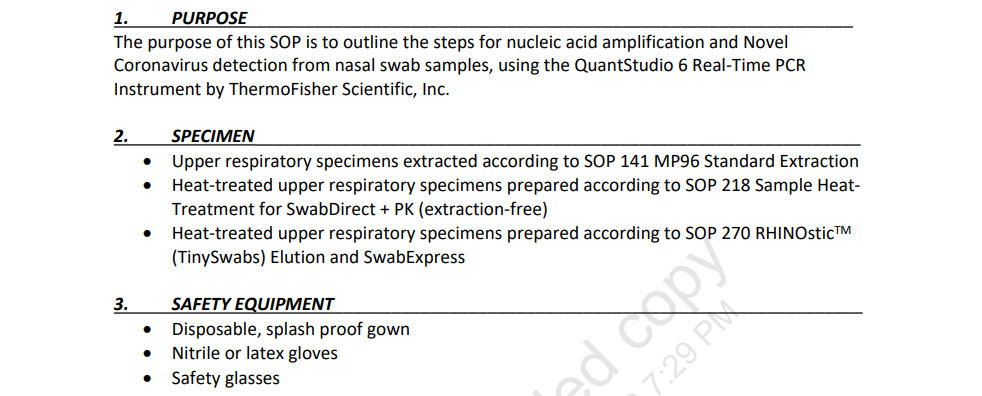 1. PURPOSE
The purpose of this SOP is to outline the steps for nucleic acid amplification and Novel
Coronavirus detection from nasal swab samples, using the QuantStudio 6 Real-Time PCR
Instrument by ThermoFisher Scientific, Inc.
2. SPECIMEN
• Upper respiratory specimens extracted according to SOP 141 MP96 Standard Extraction
• Heat-treated upper respiratory specimens prepared according to SOP 218 Sample Heat-
Treatment for SwabDirect + PK (extraction-free)
• Heat-treated upper respiratory specimens prepared according to SOP 270 RHINOstic™
(TinySwabs) Elution and SwabExpress
3. SAFETY EQUIPMENT
• Disposable, splash proof gown
• Nitrile or latex gloves
• Safety glasses
copy
7:29 PM